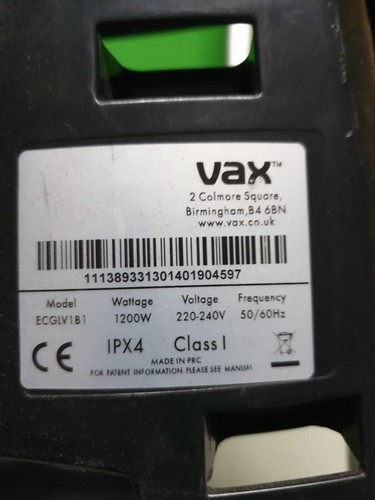 vax™
2 Colmore Square,
Birmingham,B4 6BN
www.vax.co.uk
111389331301401904597
Model Wattage Voltage Frequency
ECGLV1B1 1200W 220-240V 50/60Hz
CE IPX4 Class I
MADE IN PRC
FOR PATENT INFORMATION PLEASE SEE MANUAL